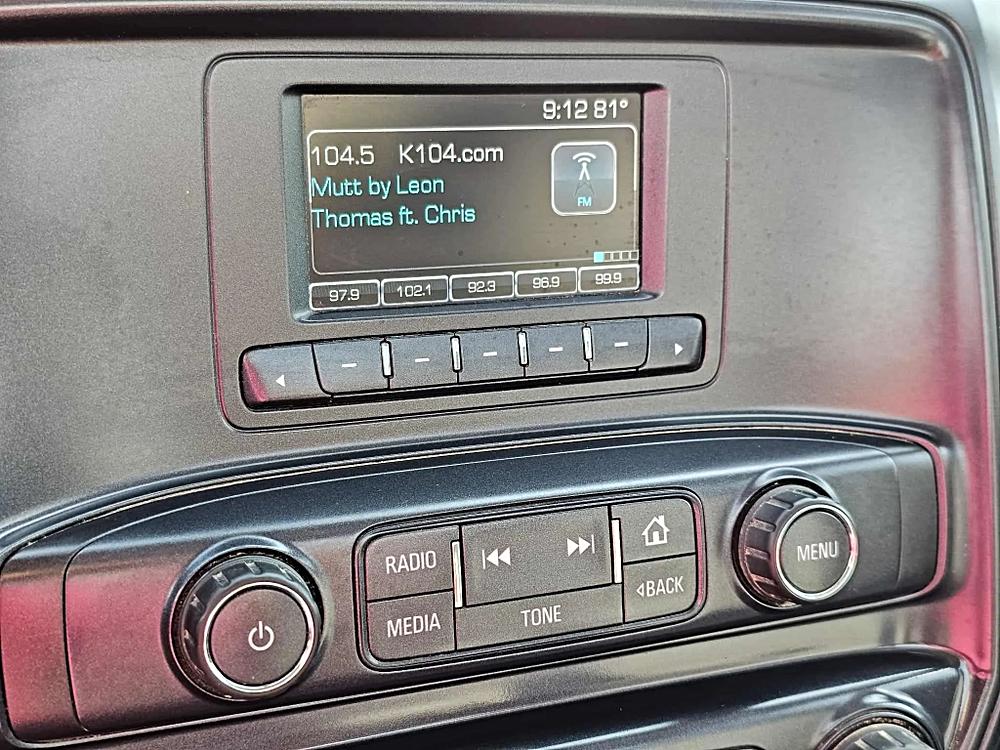 9:12 81°
104.5 K104.com
Mutt by Leon
Thomas ft. Chris
FM
97.9 102.1 92.3 96.9 99.9
RADIO
MEDIA
TONE
BACK
MENU